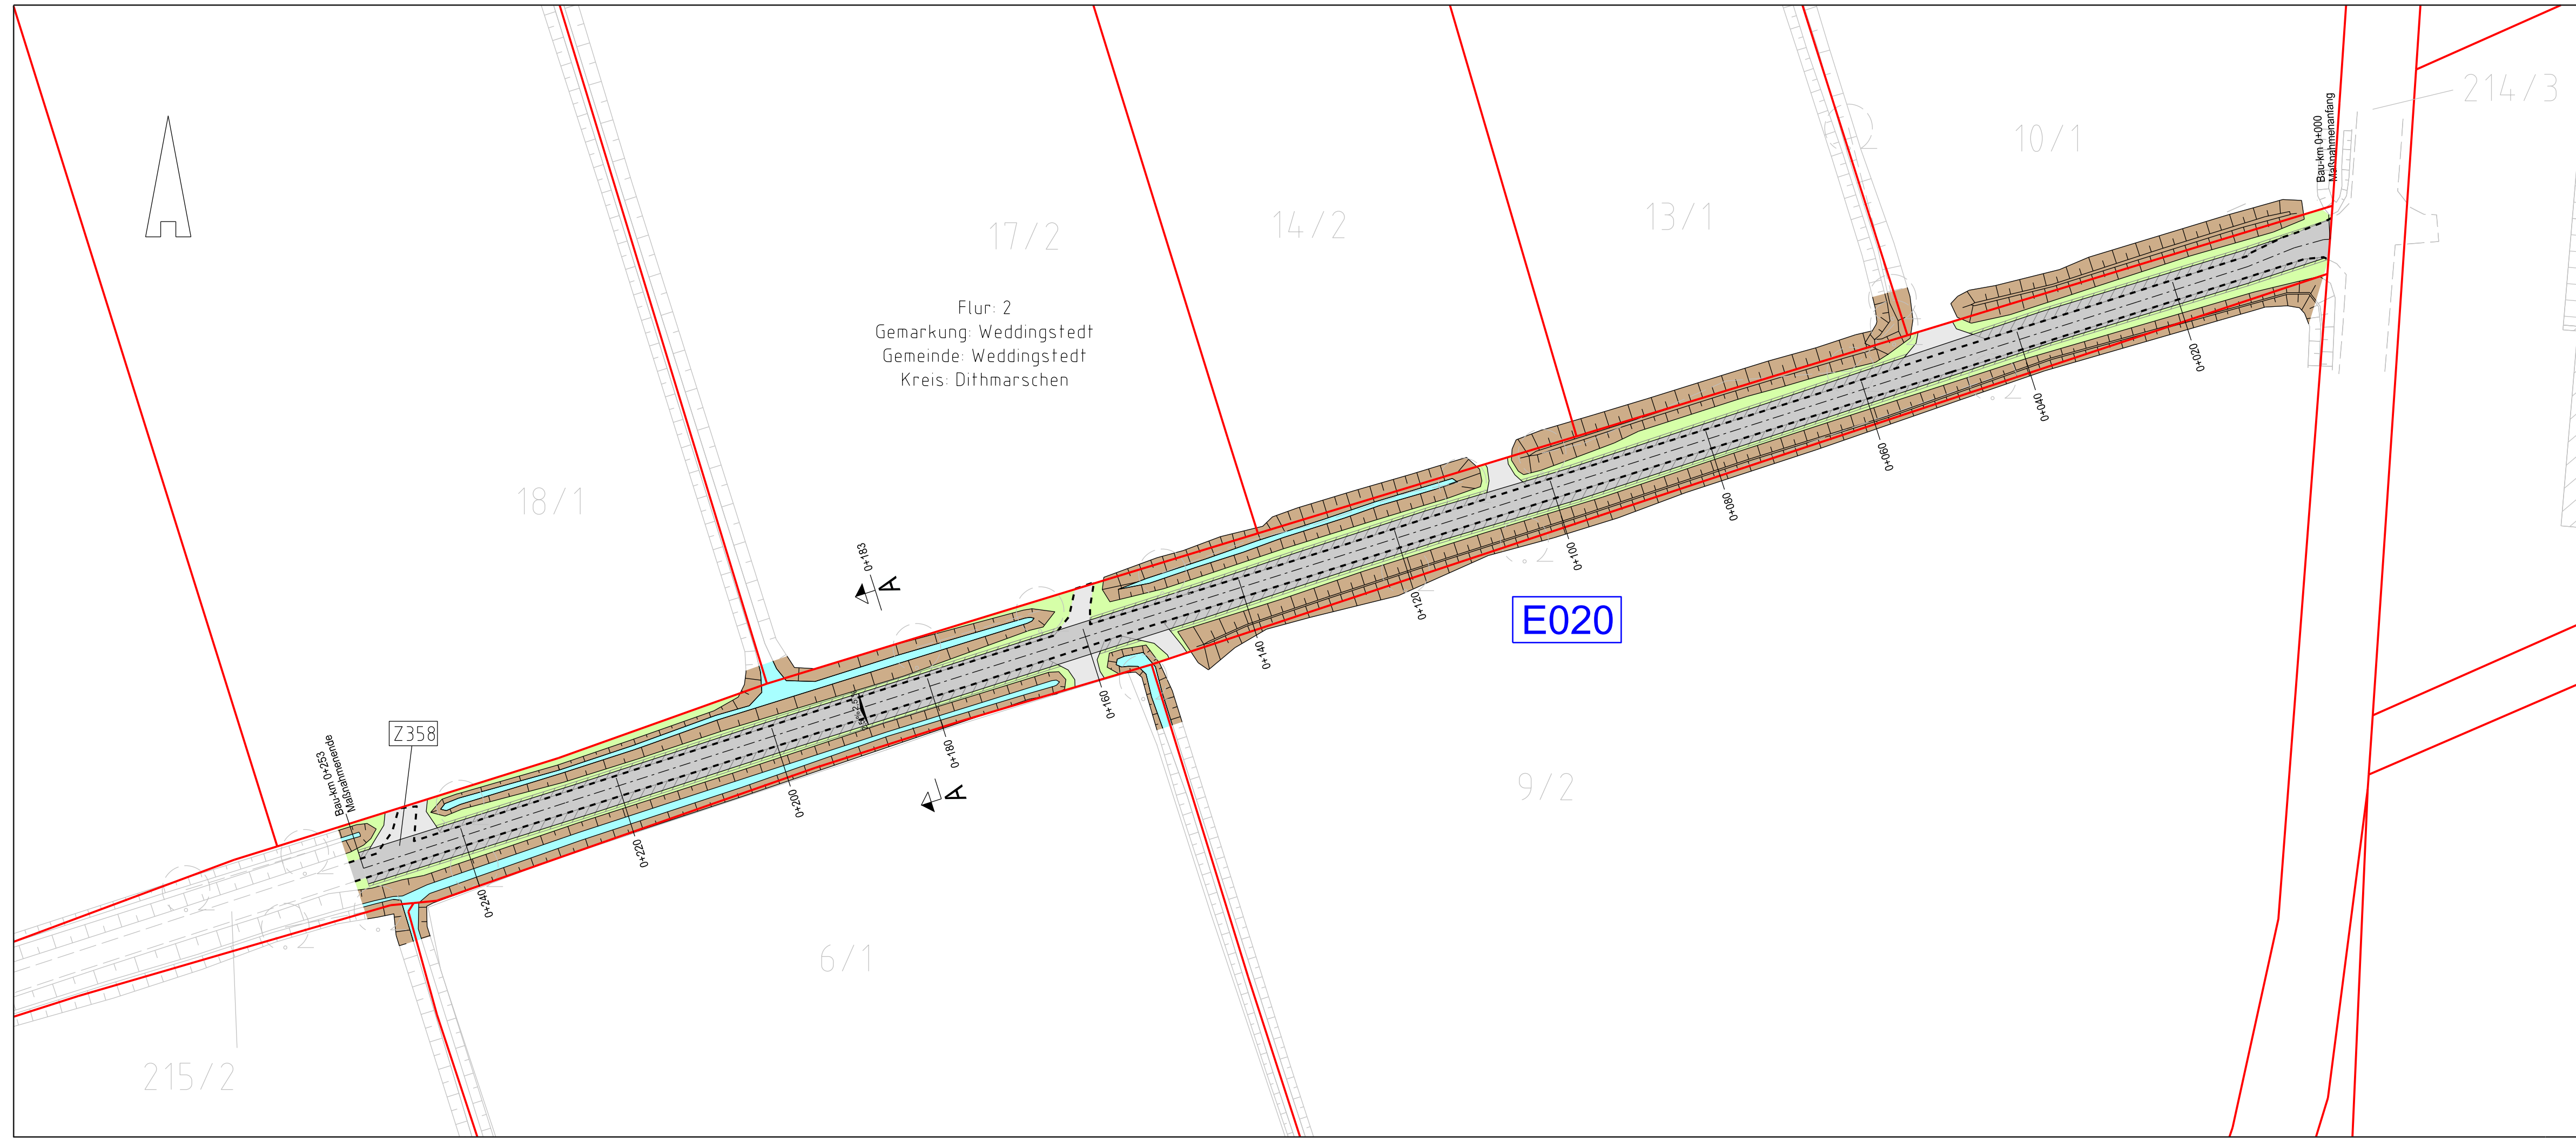 214/3
10/1
Bau-km 0+000
Maßnahmenanfang
13/1
14/2
17/2
Flur: 2
Gemarkung: Weddingstedt
Gemeinde: Weddingstedt
Kreis: Dithmarschen
0+020
0+040
0+060
0+080
0+100
0+120
0+140
0+160
0+180
0+200
0+220
0+240
18/1
0+183
A
A
E020
Z358
Bau-km 0+253
Maßnahmenende
9/2
6/1
215/2